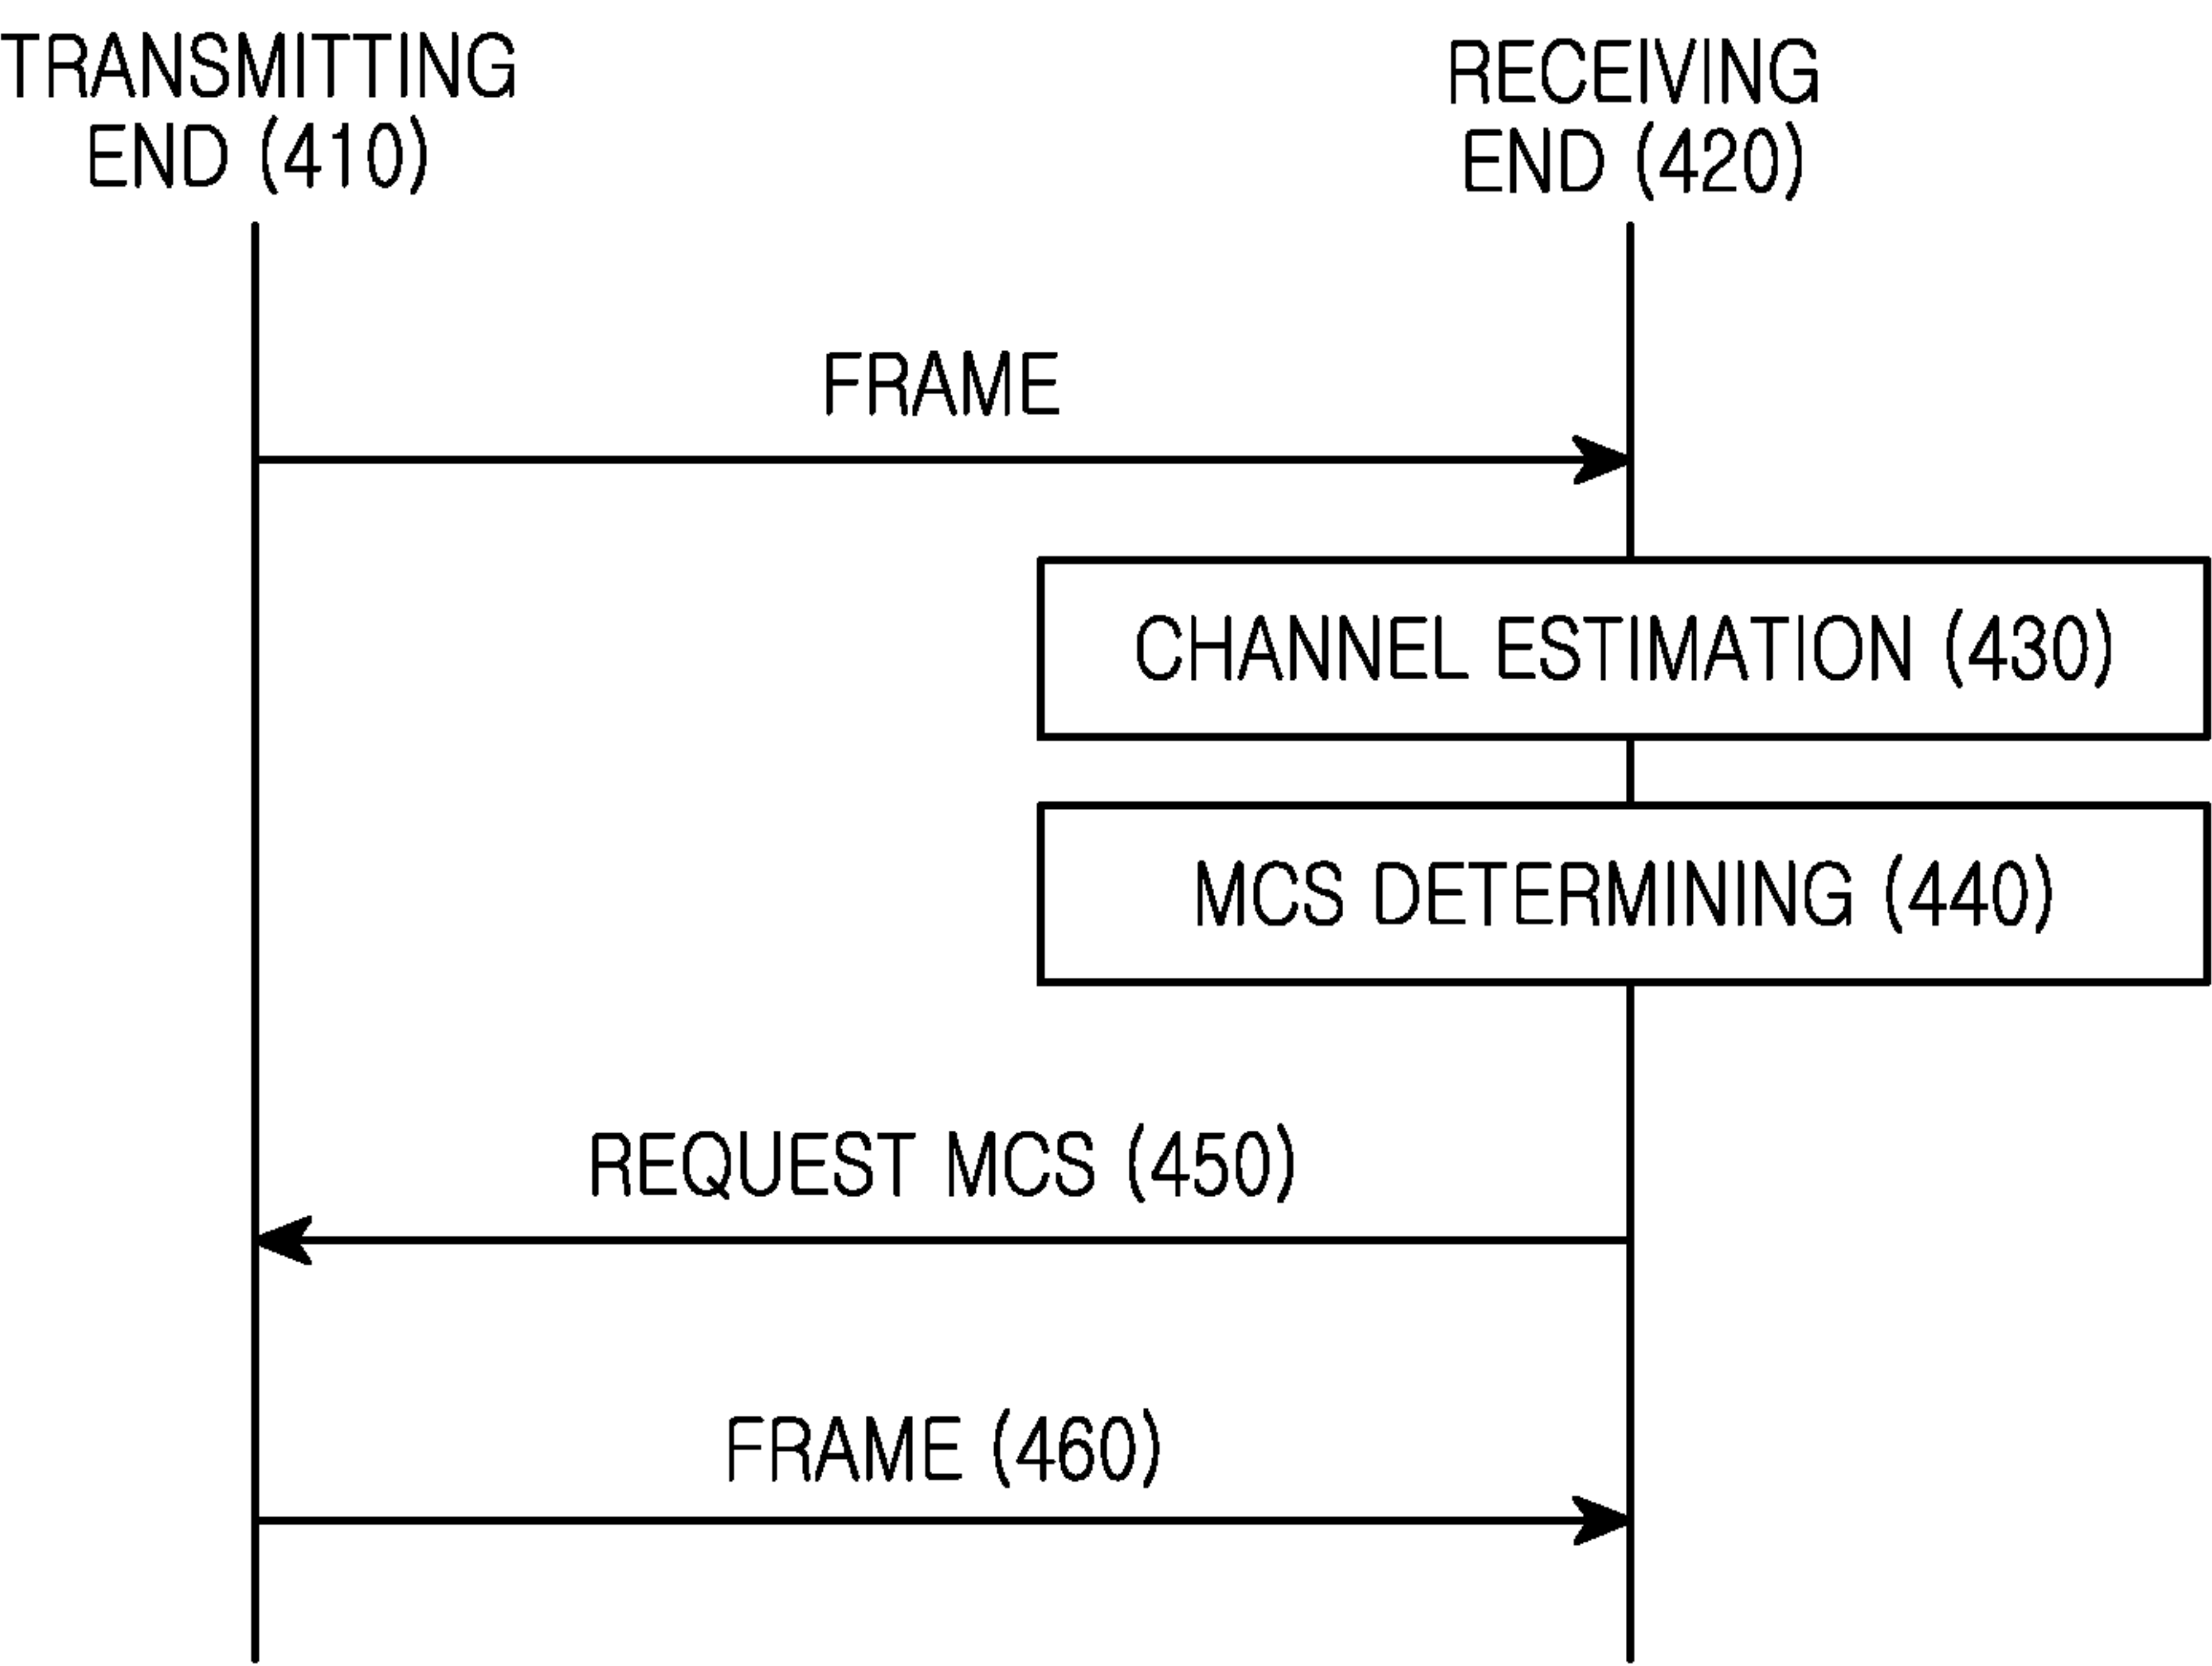 TRANSMITTING
END (410)
RECEIVING
END (420)
FRAME
CHANNEL ESTIMATION (430)
MCS DETERMINING (440)
REQUEST MCS (450)
FRAME (460)